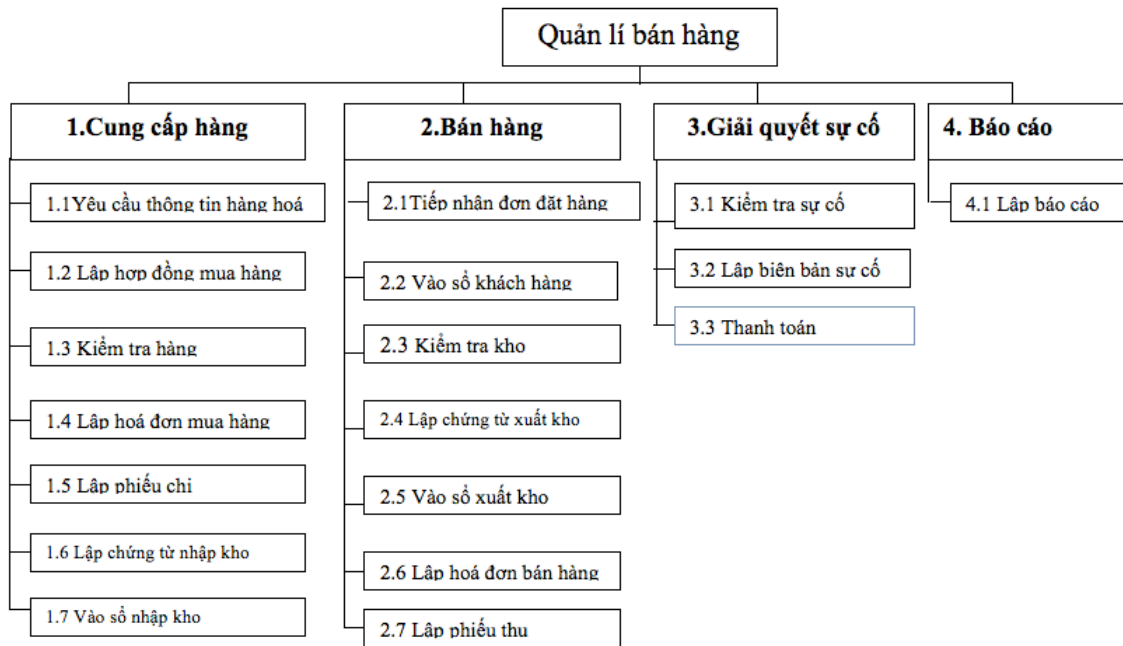 Quản lí bán hàng
1.Cung cấp hàng
1.1Yêu cầu thông tin hàng hoá
1.2 Lập hợp đồng mua hàng
1.3 Kiểm tra hàng
1.4 Lập hoá đơn mua hàng
1.5 Lập phiếu chi
1.6 Lập chứng từ nhập kho
1.7 Vào sổ nhập kho
2.Bán hàng
2.1Tiếp nhận đơn đặt hàng
2.2 Vào sổ khách hàng
2.3 Kiểm tra kho
2.4 Lập chứng từ xuất kho
2.5 Vào sổ xuất kho
2.6 Lập hoá đơn bán hàng
2.7 Lập phiếu thu
3.Giải quyết sự cố
3.1 Kiểm tra sự cố
3.2 Lập biên bản sự cố
3.3 Thanh toán
4. Báo cáo
4.1 Lập báo cáo